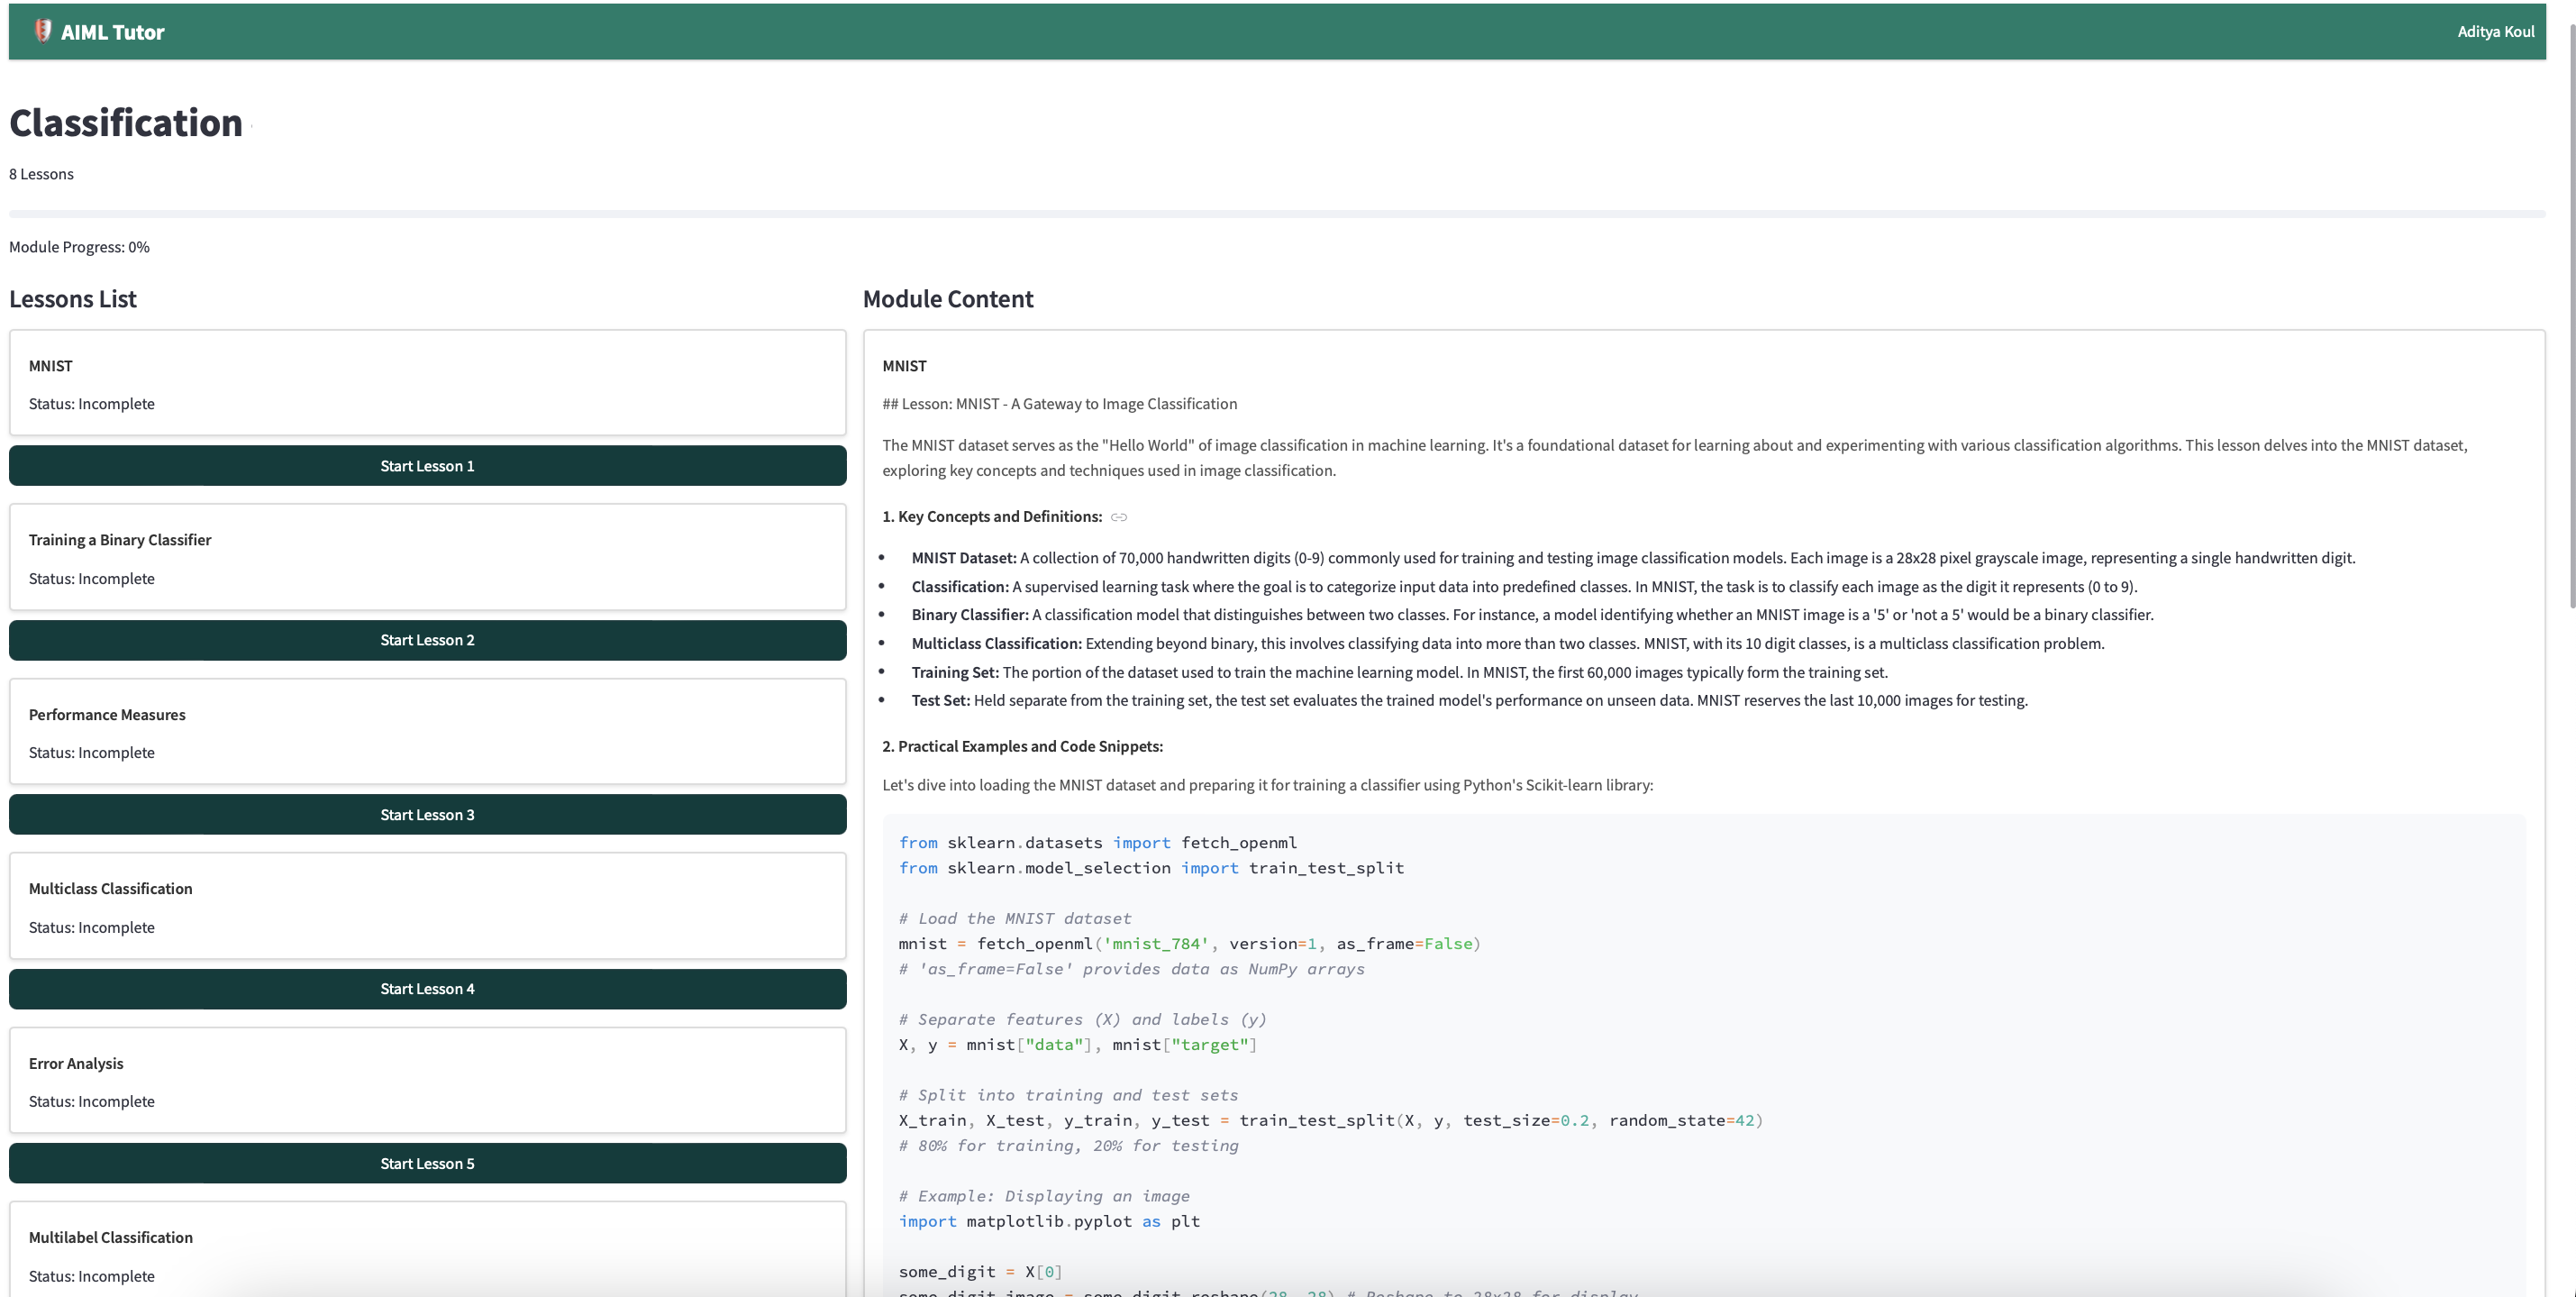 AIML Tutor
Aditya Koul
Classification
8 Lessons
Module Progress: 0%
Lessons List
MNIST
Status: Incomplete
Start Lesson 1
Training a Binary Classifier
Status: Incomplete
Start Lesson 2
Performance Measures
Status: Incomplete
Start Lesson 3
Multiclass Classification
Status: Incomplete
Start Lesson 4
Error Analysis
Status: Incomplete
Start Lesson 5
Multilabel Classification
Status: Incomplete
Module Content
MNIST
## Lesson: MNIST - A Gateway to Image Classification
The MNIST dataset serves as the "Hello World" of image classification in machine learning. It's a foundational dataset for learning about and experimenting with various classification algorithms. This lesson delves into the MNIST dataset,
exploring key concepts and techniques used in image classification.
1. Key Concepts and Definitions:
• MNIST Dataset: A collection of 70,000 handwritten digits (0-9) commonly used for training and testing image classification models. Each image is a 28x28 pixel grayscale image, representing a single handwritten digit.
• Classification: A supervised learning task where the goal is to categorize input data into predefined classes. In MNIST, the task is to classify each image as the digit it represents (0 to 9).
• Binary Classifier: A classification model that distinguishes between two classes. For instance, a model identifying whether an MNIST image is a '5' or 'not a 5' would be a binary classifier.
• Multiclass Classification: Extending beyond binary, this involves classifying data into more than two classes. MNIST, with its 10 digit classes, is a multiclass classification problem.
• Training Set: The portion of the dataset used to train the machine learning model. In MNIST, the first 60,000 images typically form the training set.
• Test Set: Held separate from the training set, the test set evaluates the trained model's performance on unseen data. MNIST reserves the last 10,000 images for testing.
2. Practical Examples and Code Snippets:
Let's dive into loading the MNIST dataset and preparing it for training a classifier using Python's Scikit-learn library:
from sklearn.datasets import fetch_openml
from sklearn.model_selection import train_test_split
# Load the MNIST dataset
mnist = fetch_openml('mnist_784', version=1, as_frame=False)
# 'as_frame=False' provides data as NumPy arrays
# Separate features (X) and labels (y)
X, y = mnist["data"], mnist["target"]
# Split into training and test sets
X_train, X_test, y_train, y_test = train_test_split(X, y, test_size=0.2, random_state=42)
# 80% for training, 20% for testing
# Example: Displaying an image
import matplotlib.pyplot as plt
some_digit = X[0]
some_digit_image = some_digit.reshape(28, 28) # Reshape to 28x28 for display